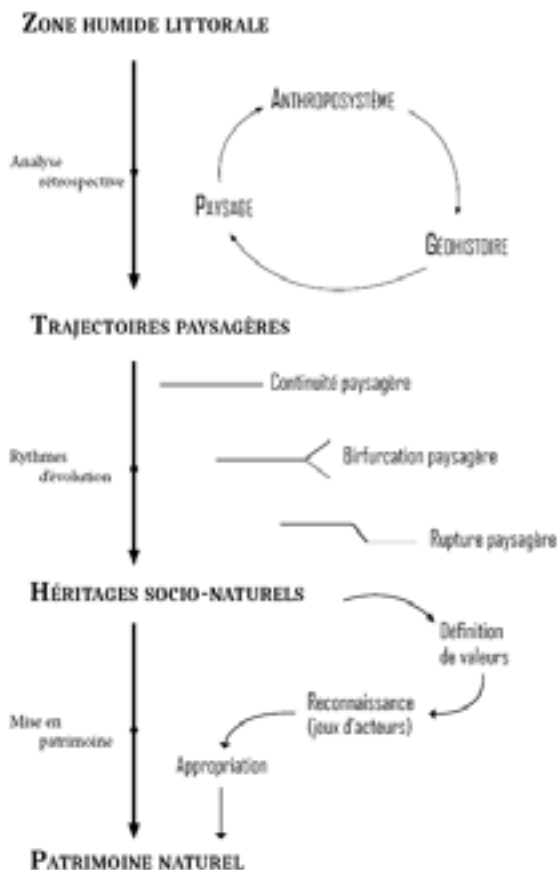 ZONE HUMIDE LITTORALE
ANTHROPOSYSTÈME
Analyse
rétrospective
PAYSAGE
GÉOHISTOIRE
TRAJECTOIRES PAYSAGÈRES
Continuité paysagère
Rythmes
d'évolution
Birfurcation paysagère
Rupture paysagère
HÉRITAGES SOCIO-NATURELS
Définition
de valeurs
Reconnaissance
(joux d'acteurs)
Mise en
patrimoine
Appropriation
PATRIMOINE NATUREL